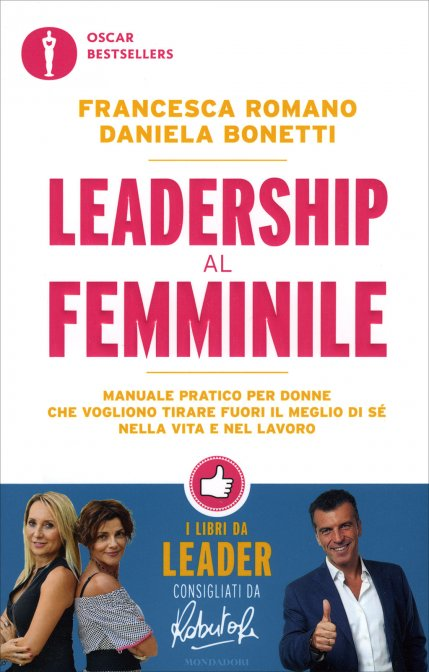 OSCAR
BESTSELLERS
FRANCESCA ROMANO
DANIELA BONETTI
LEADERSHIP
AL
FEMMINILE
MANUALE PRATICO PER DONNE
CHE VOGLIONO TIRARE FUORI IL MEGLIO DI SÉ
NELLA VITA E NEL LAVORO
I LIBRI DA
LEADER
CONSIGLIATI DA
MONDADORI